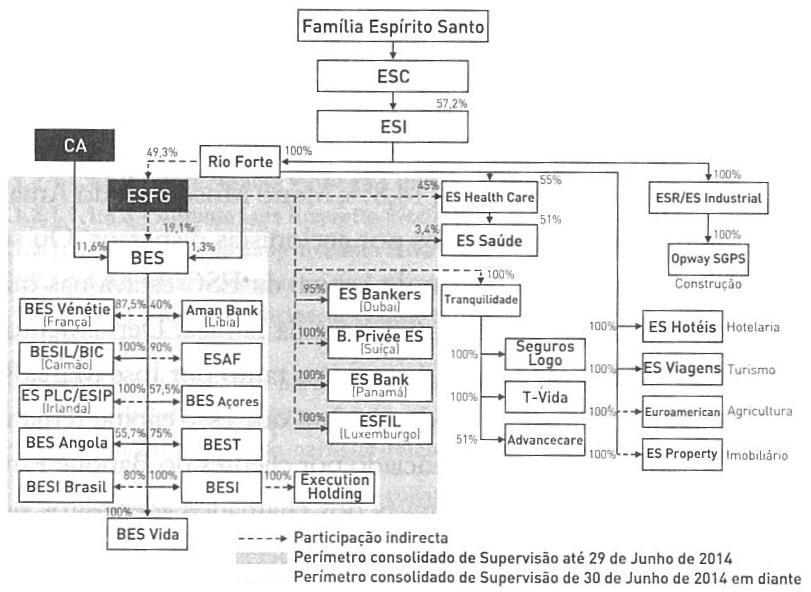 Família Espírito Santo
ESC
57,2%
ESI
CA
49,3%
Rio Forte
100%
ESFG
45%
ES Health Care
55%
100%
ESR/ES Industrial
19,1%
3,4%
ES Saúde
51%
11,6%
BES
1,3%
100%
Opway SGPS
Construção
100%
Tranquilidade
BES Vénétie
(França)
87,5%
40%
Aman Bank
(Líbia)
95%
ES Bankers
(Dubai)
100%
B. Privée ES
(Suíça)
100%
ES Bank
(Panamá)
100%
ESFIL
(Luxemburgo)
BESIL/BIC
(Caimão)
100%
90%
ESAF
ES PLC/ESIP
(Irlanda)
100%
57,5%
BES Açores
BES Angola
55,7%
75%
BEST
BESI Brasil
80%
100%
BESI
100%
Execution
Holding
100%
BES Vida
100%
Seguros
Logo
100%
T-Vida
51%
Advancecare
100%
ES Hotéis
Hotelaria
100%
ES Viagens
Turismo
100%
Euroamerican
Agricultura
100%
ES Property
Imobiliário
Participação indirecta
Perímetro consolidado de Supervisão até 29 de Junho de 2014
Perímetro consolidado de Supervisão de 30 de Junho de 2014 em diante